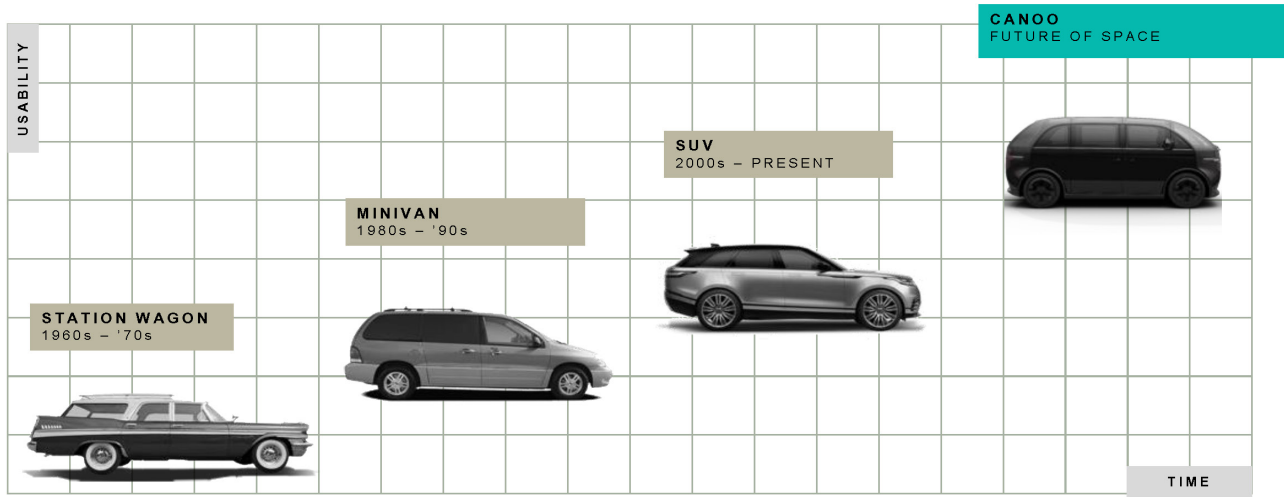 CANOO
FUTURE OF SPACE
USABILITY
SUV
2000s – PRESENT
MINIVAN
1980s – '90s
STATION WAGON
1960s – '70s
TIME